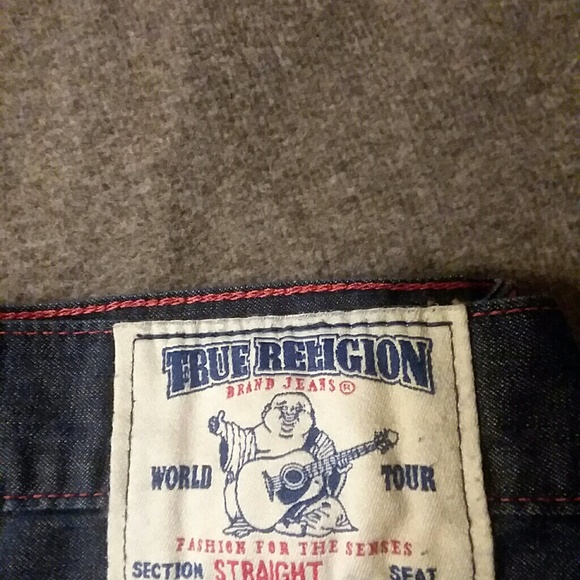 TRUE RELIGION
BRAND JEANS®
WORLD TOUR
FASHION FOR THE SENSES
SECTION STRAIGHT SEAT